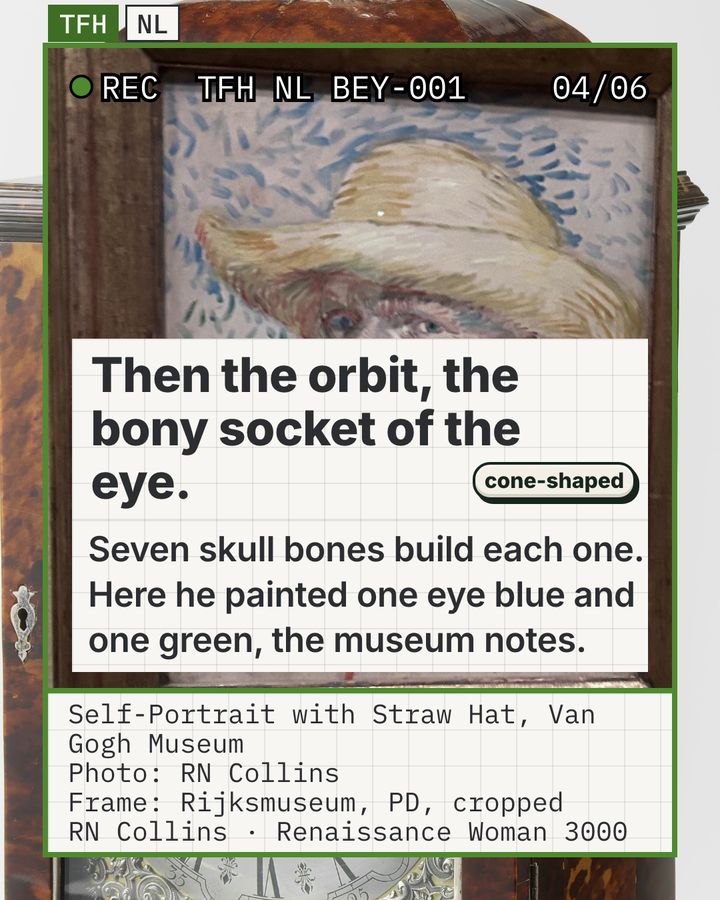 TFH NL
REC TFH NL BEY-001 04/06
Then the orbit, the
bony socket of the
eye.
cone-shaped
Seven skull bones build each one.
Here he painted one eye blue and
one green, the museum notes.
Self-Portrait with Straw Hat, Van
Gogh Museum
Photo: RN Collins
Frame: Rijksmuseum, PD, cropped
RN Collins · Renaissance Woman 3000